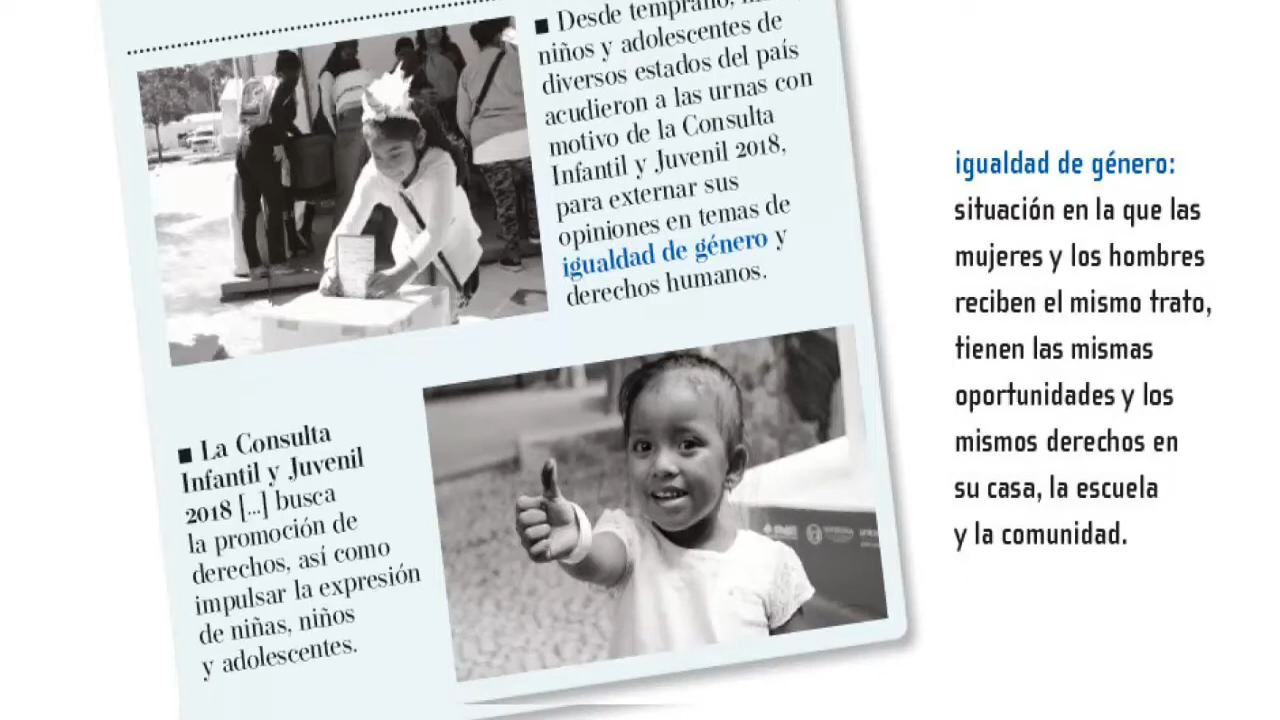 ■ Desde temprano,
niños y adolescentes de
diversos estados del país
acudieron a las urnas con
motivo de la Consulta
Infantil y Juvenil 2018,
para externar sus
opiniones en temas de
igualdad de género y
derechos humanos.
■ La Consulta
Infantil y Juvenil
2018 [...] busca
la promoción de
derechos, así como
impulsar la expresión
de niñas, niños
y adolescentes.
igualdad de género:
situación en la que las
mujeres y los hombres
reciben el mismo trato,
tienen las mismas
oportunidades y los
mismos derechos en
su casa, la escuela
y la comunidad.